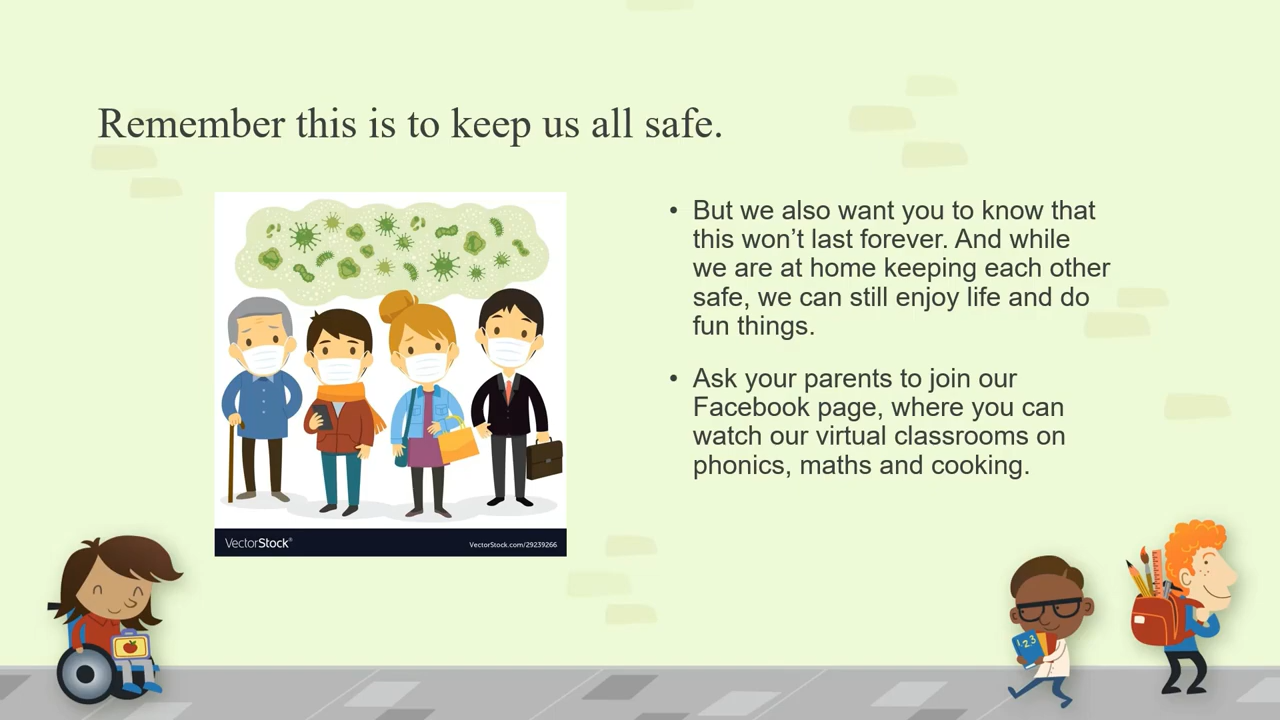 Remember this is to keep us all safe.
• But we also want you to know that
this won’t last forever. And while
we are at home keeping each other
safe, we can still enjoy life and do
fun things.
• Ask your parents to join our
Facebook page, where you can
watch our virtual classrooms on
phonics, maths and cooking.
VectorStock®
VectorStock.com/29239266
1 2 3